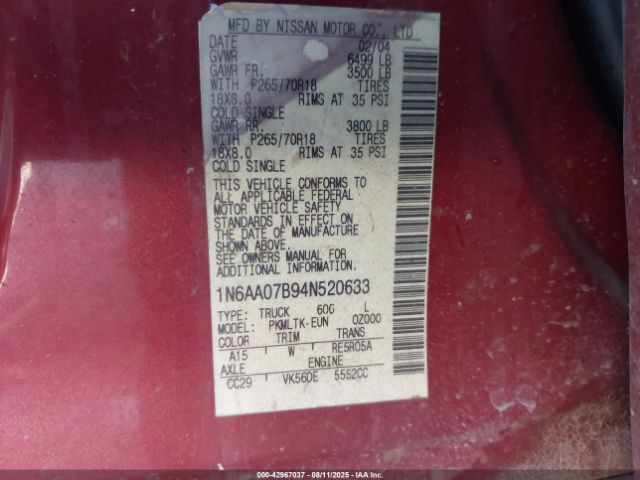 MFD BY NISSAN MOTOR CO., LTD
DATE 02/04
GVWR 6499 LB
GAWR FR. 3500 LB
WITH P265/70R18 TIRES
18X8.0 RIMS AT 35 PSI
COLD SINGLE
GAWR RR. 3800 LB
WITH P265/70R18 TIRES
18X8.0 RIMS AT 35 PSI
COLD SINGLE
THIS VEHICLE CONFORMS TO
ALL APPLICABLE FEDERAL
MOTOR VEHICLE SAFETY
STANDARDS IN EFFECT ON
THE DATE OF MANUFACTURE
SHOWN ABOVE.
SEE OWNERS MANUAL FOR
ADDITIONAL INFORMATION
1N6AA07B94N520633
TYPE: TRUCK 600 L
MODEL: PKMLTK-EUN 0Z000
COLOR TRIM TRANS
A15 W RE5R05A
AXLE ENGINE
CC29 VK56DE 5552CC
000-42967037 - 08/11/2025 - Copyright © 2025 IAA, Inc.